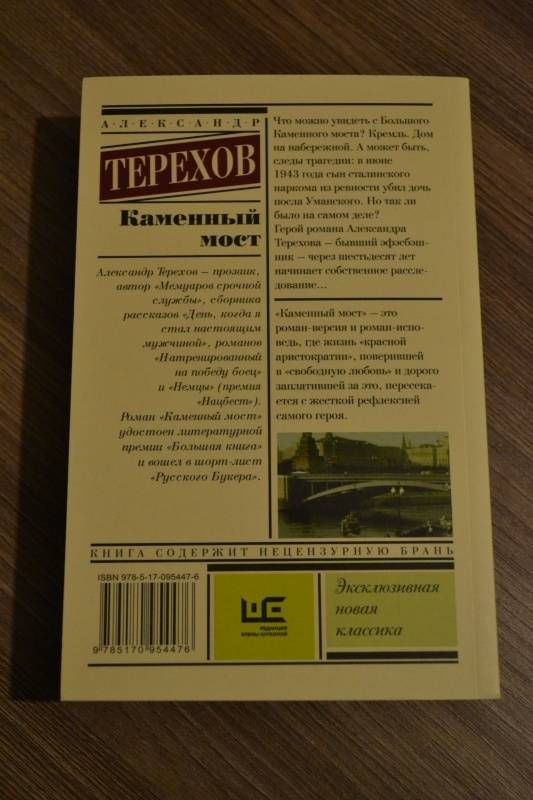 АЛЕКСАНДР
ТЕРЕХОВ
Каменный
мост
Александр Терехов – прозаик,
автор «Мемуаров срочной
службы», сборника
рассказов «День, когда я
стал настоящим
мужчиной», романов
«Натренированный
на победу боец»
и «Немцы» (премия
«Нацбест»).
Роман «Каменный мост»
удостоен литературной
премии «Большая книга»
и вошел в шорт-лист
«Русского Букера».
Что можно увидеть с Большого
Каменного моста? Кремль. Дом
на набережной. А может быть,
следы трагедии: в июне
1943 года сын сталинского
наркома из ревности убил дочь
посла Уманского. Но так ли
было на самом деле?
Герой романа Александра
Терехова – бывший эфэсбэш-
ник – через шестьдесят лет
начинает собственное рассле-
дование...
«Каменный мост» – это
роман-версия и роман-испо-
ведь, где жизнь «красной
аристократии», поверившей
в «свободную любовь» и дорого
заплатившей за это, пересека-
ется с жесткой рефлексией
самого героя.
КНИГА СОДЕРЖИТ НЕЦЕНЗУРНУЮ БРАНЬ
ISBN 978-5-17-095447-6
9 785170 954476
РЕДАКЦИЯ
ЕЛЕНЫ ШУБИНОЙ
Эксклюзивная
новая
классика